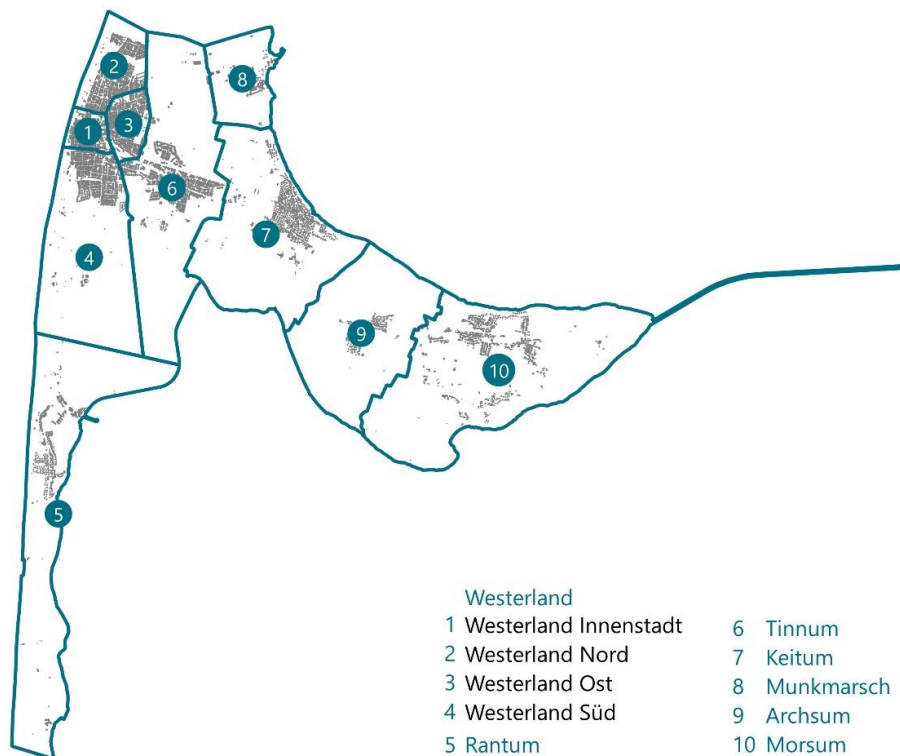 2
8
1
3
6
7
4
9
10
5
Westerland
1 Westerland Innenstadt
2 Westerland Nord
3 Westerland Ost
4 Westerland Süd
5 Rantum
6 Tinnum
7 Keitum
8 Munkmarsch
9 Archsum
10 Morsum